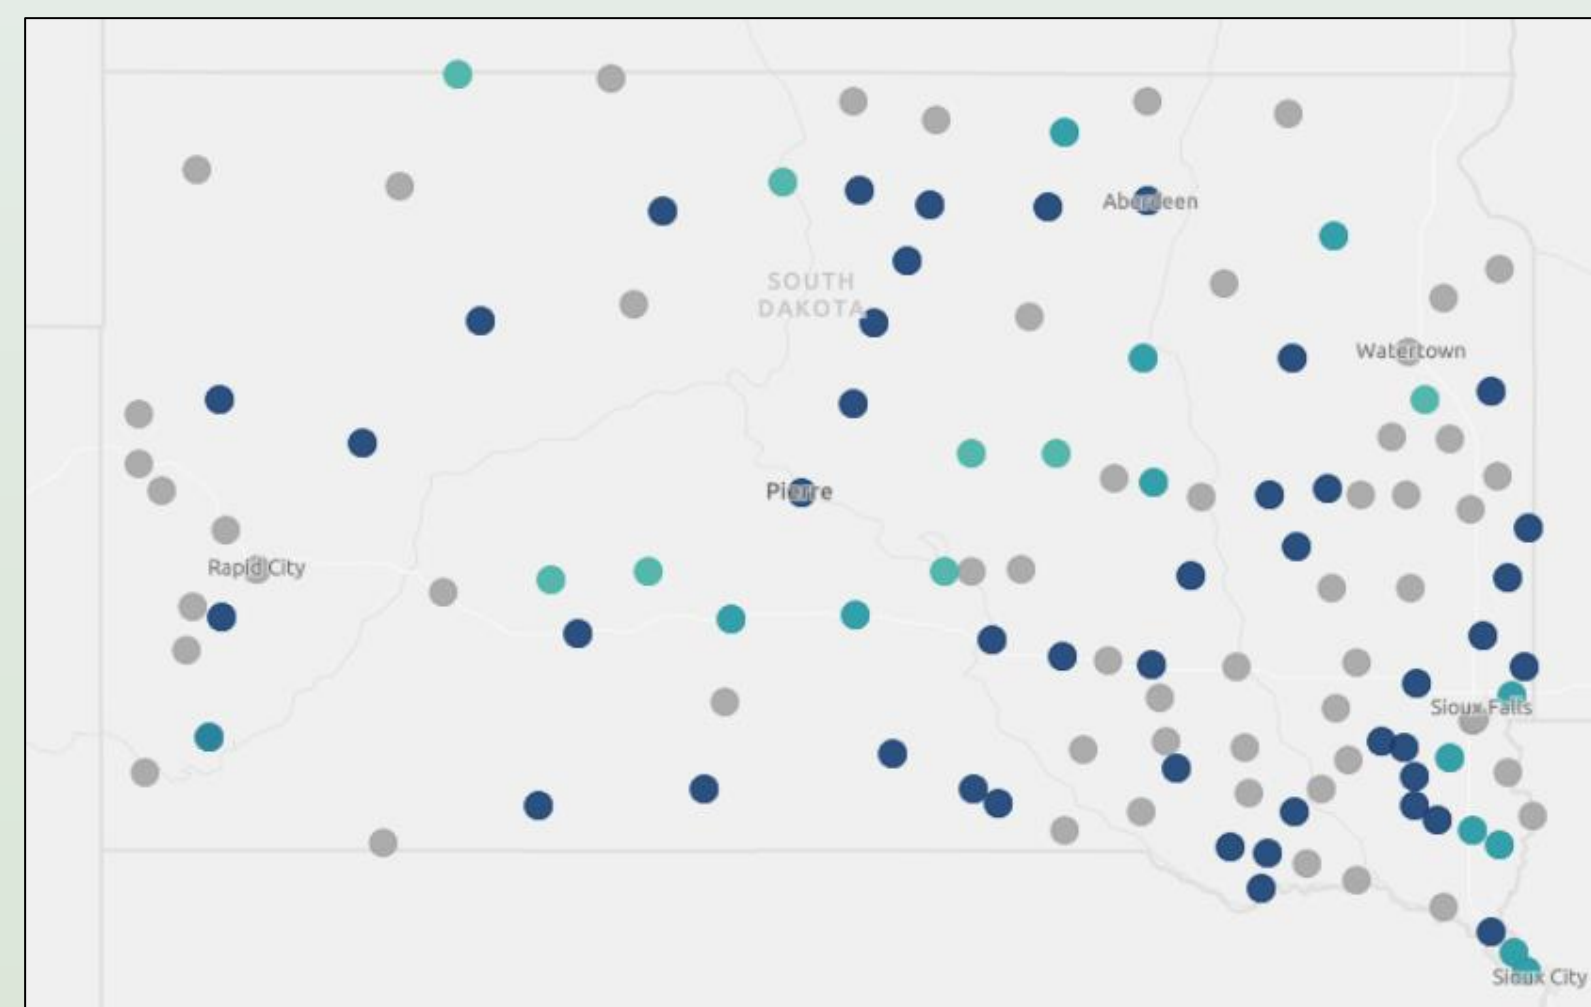 Aberdeen
SOUTH
DAKOTA
Watertown
Pierre
Rapid City
Sioux Falls
Sioux City